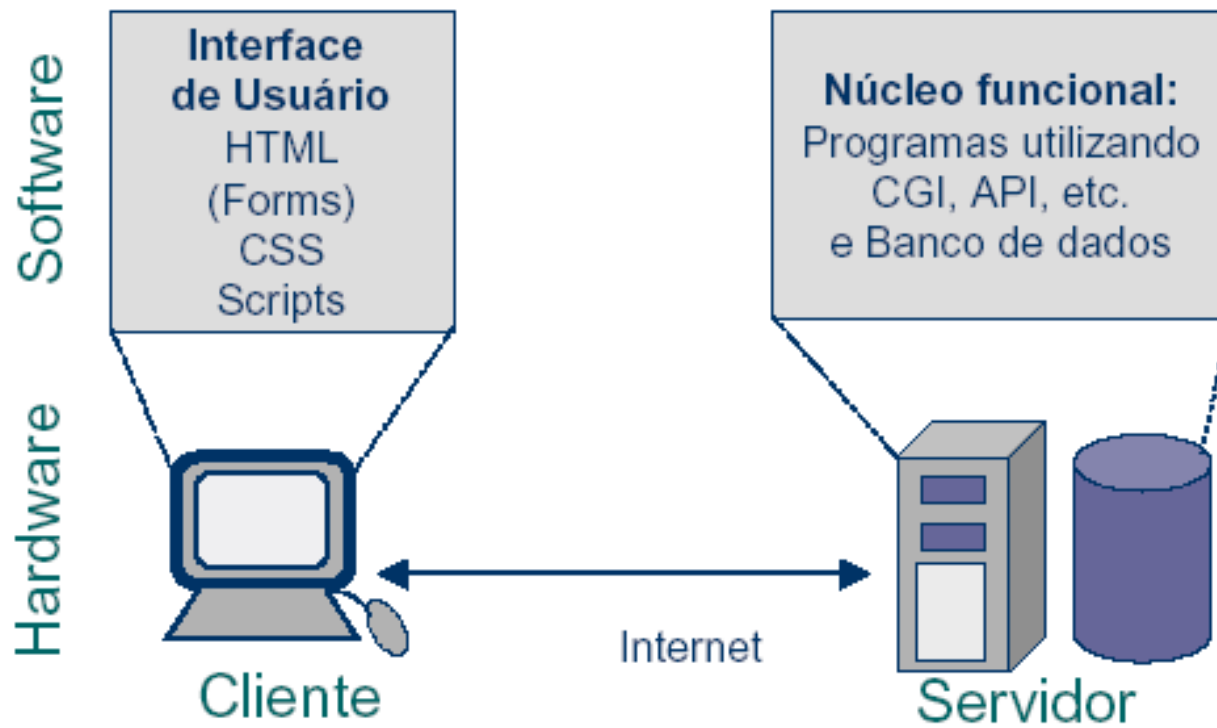 Software
Interface
de Usuário
HTML
(Forms)
CSS
Scripts
Núcleo funcional:
Programas utilizando
CGI, API, etc.
e Banco de dados
Hardware
Internet
Cliente
Servidor